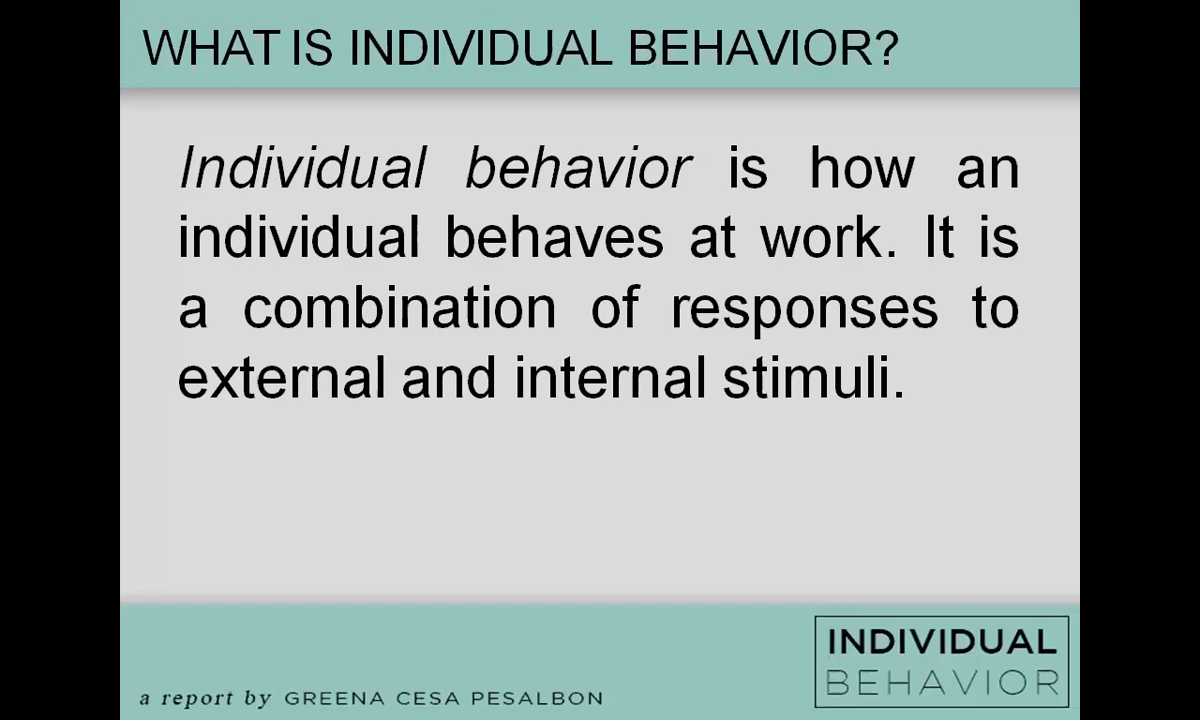 WHAT IS INDIVIDUAL BEHAVIOR?
Individual behavior is how an
individual behaves at work. It is
a combination of responses to
external and internal stimuli.
a report by GREENA CESA PESALBON
INDIVIDUAL
BEHAVIOR